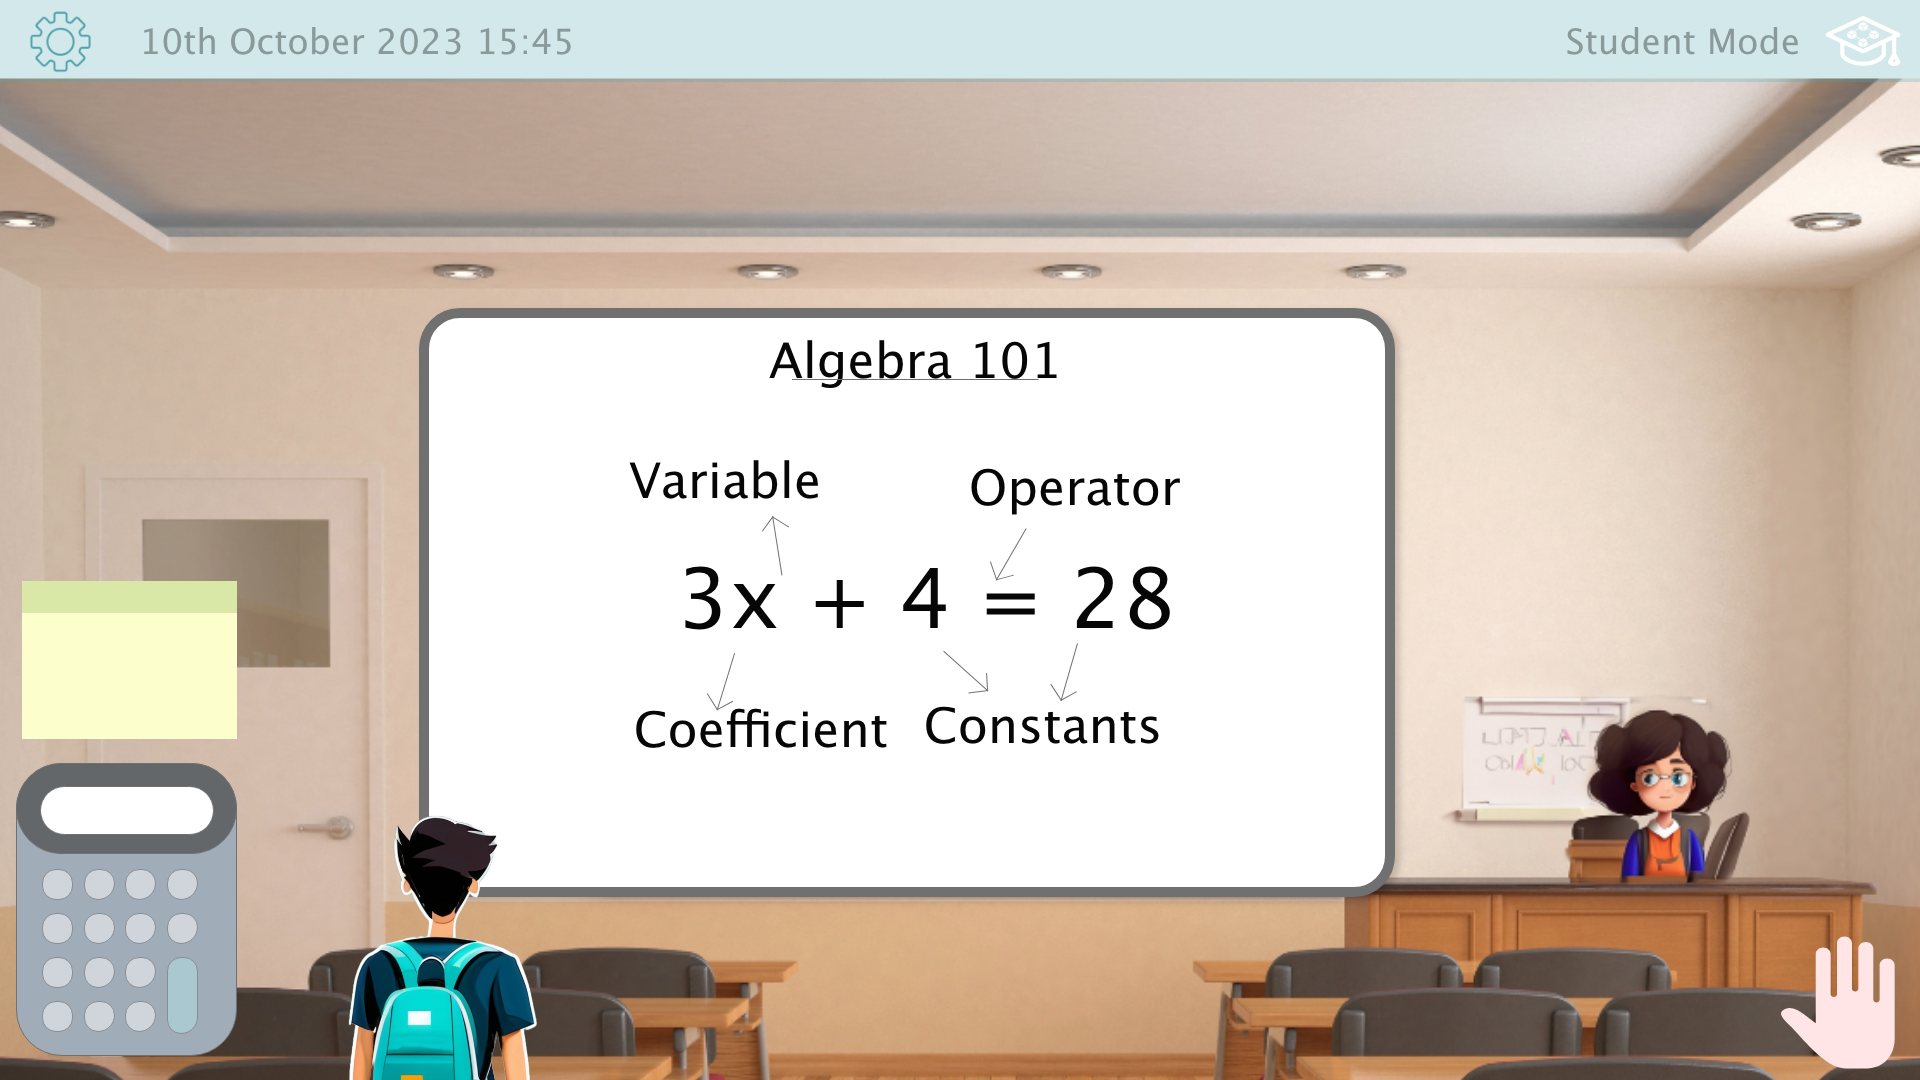 10th October 2023 15:45
Student Mode
Algebra 101
Variable
Operator
3x + 4 = 28
Coefficient
Constants